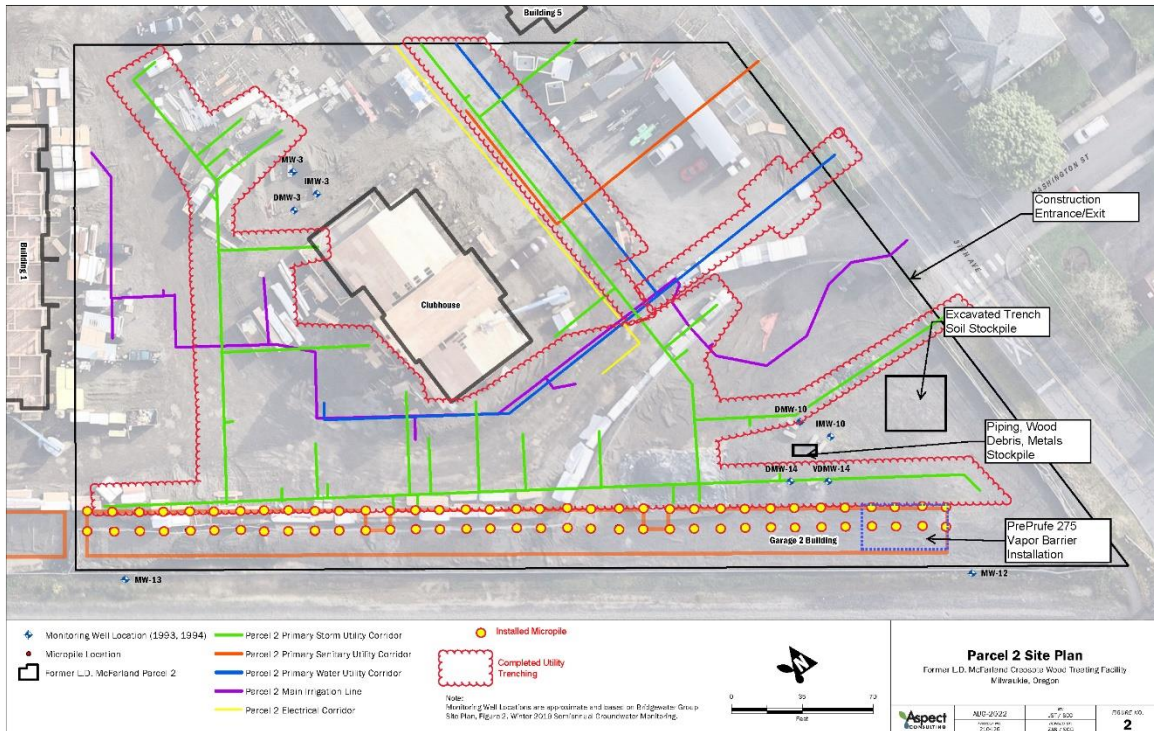 Building 5
WASHINGTON ST
Construction
Entrance/Exit
MW-3
IMW-3
DMW-3
Building 1
Clubhouse
Excavated Trench
Soil Stockpile
DMW-10
IMW-10
Piping, Wood
Debris, Metals
Stockpile
DMW-14
VDMW-14
PrePrufe 275
Vapor Barrier
Installation
Garage 2 Building
MW-13
MW-12
Monitoring Well Location (1993, 1994)
Micropile Location
Former L.D. McFarland Parcel 2
Parcel 2 Primary Storm Utility Corridor
Parcel 2 Primary Sanitary Utility Corridor
Parcel 2 Primary Water Utility Corridor
Parcel 2 Main Irrigation Line
Parcel 2 Electrical Corridor
Installed Micropile
Completed Utility
Trenching
Note:
Monitoring Well Locations are approximate and based on Bridgewater Group
Site Plan, Figure 2, Winter 2019 Semiannual Groundwater Monitoring.
N
0 35 70
Feet
Parcel 2 Site Plan
Former L.D. McFarland Creosote Wood Treating Facility
Milwaukie, Oregon
Aspect
CONSULTING
AUG-2022
FIGURE NO.
2